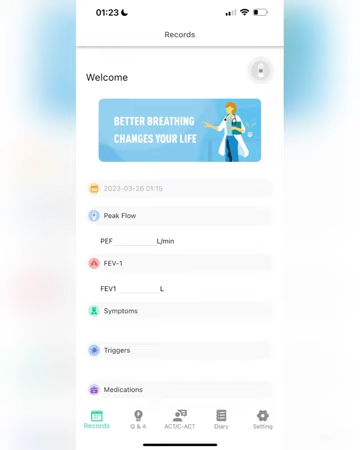 01:23
Records
Welcome
BETTER BREATHING
CHANGES YOUR LIFE
2023-03-26 01:15
Peak Flow
PEF L/min
FEV-1
FEV1 L
Symptoms
Triggers
Medications
Records Q & A ACT/C-ACT Diary Setting